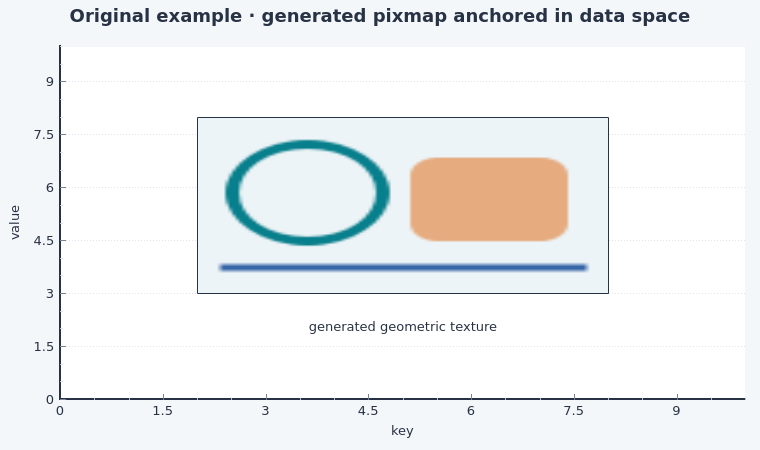 Original example · generated pixmap anchored in data space
value
9
7.5
6
4.5
3
1.5
0
generated geometric texture
0 1.5 3 4.5 6 7.5 9
key